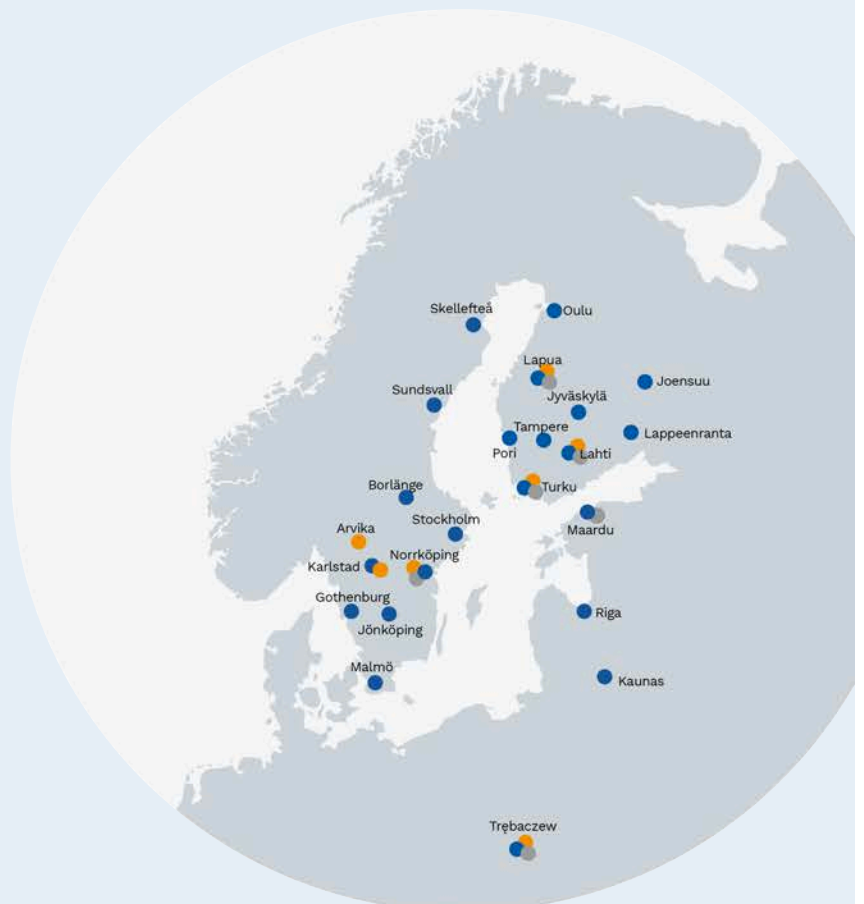 Skellefteå
Oulu
Lapua
Joensuu
Sundsvall
Jyväskylä
Tampere
Lappeenranta
Pori
Lahti
Borlänge
Turku
Stockholm
Arvika
Maardu
Norrköping
Karlstad
Gothenburg
Riga
Jönköping
Malmö
Kaunas
Trębaczew